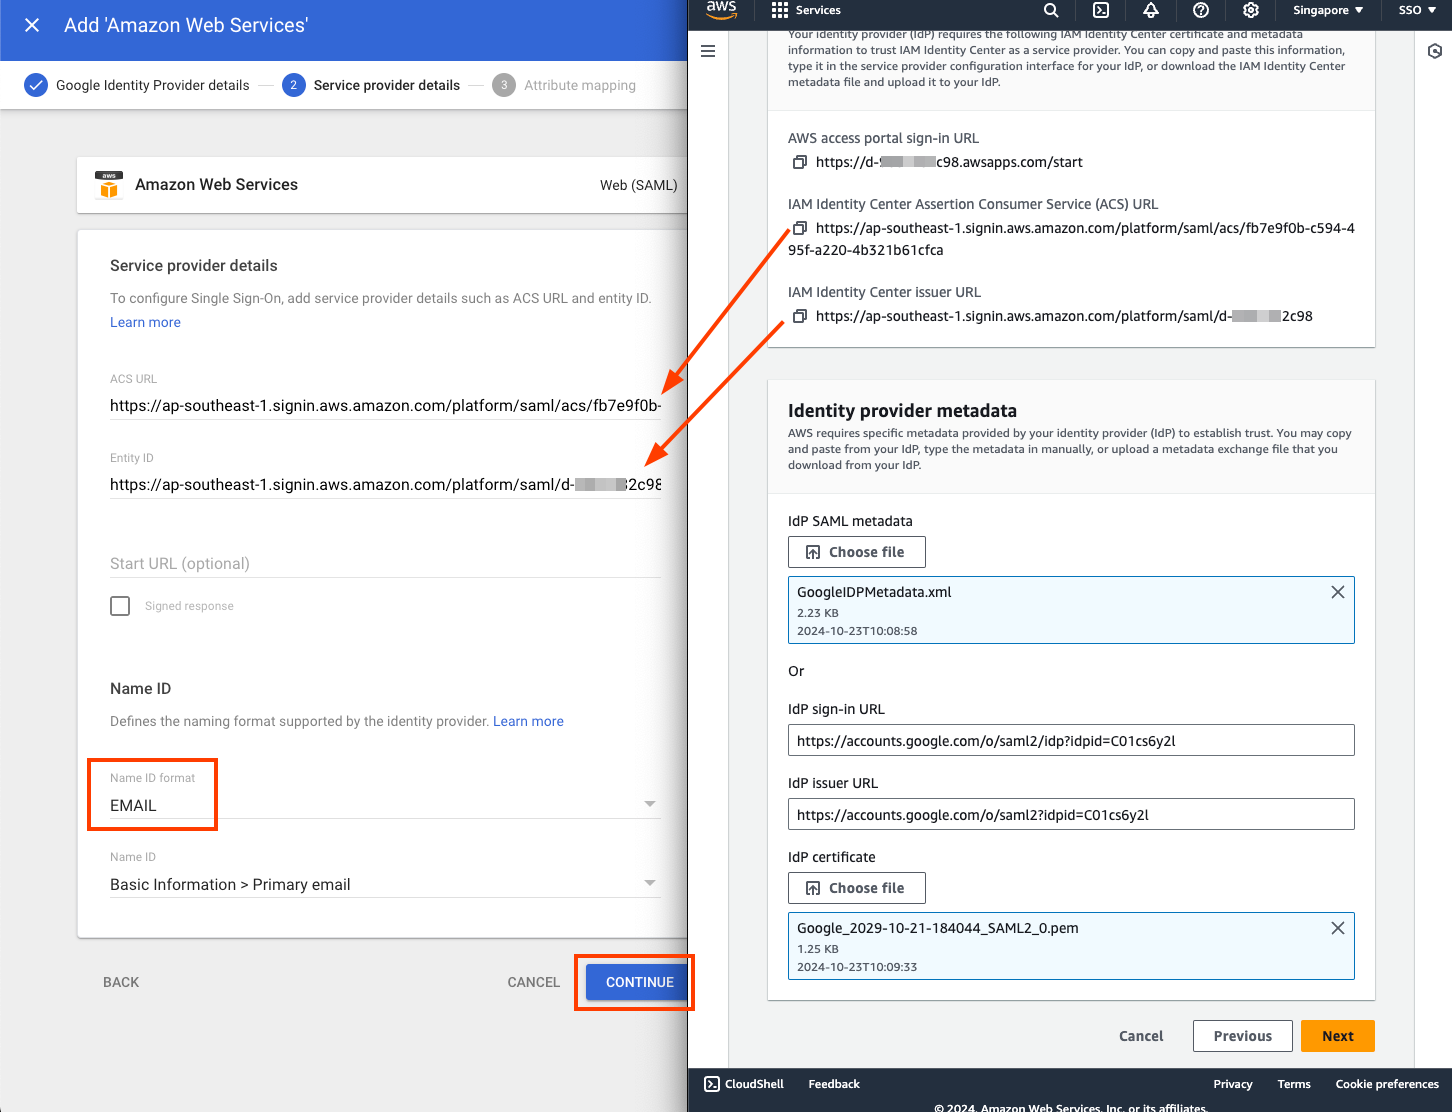 Add 'Amazon Web Services'
Google Identity Provider details
2
Service provider details
3
Attribute mapping
aws
Amazon Web Services
Web (SAML)
Service provider details
To configure Single Sign-On, add service provider details such as ACS URL and entity ID.
Learn more
ACS URL
https://ap-southeast-1.signin.aws.amazon.com/platform/saml/acs/fb7e9f0b-
Entity ID
https://ap-southeast-1.signin.aws.amazon.com/platform/saml/d- 2c98
Start URL (optional)
Signed response
Name ID
Defines the naming format supported by the identity provider. Learn more
Name ID format
EMAIL
Name ID
Basic Information > Primary email
BACK
CANCEL
CONTINUE
aws
Services
Singapore
SSO
Your identity provider (IdP) requires the following IAM Identity Center certificate and metadata
information to trust IAM Identity Center as a service provider. You can copy and paste this information,
type it in the service provider configuration interface for your IdP, or download the IAM Identity Center
metadata file and upload it to your IdP.
AWS access portal sign-in URL
https://d- c98.awsapps.com/start
IAM Identity Center Assertion Consumer Service (ACS) URL
https://ap-southeast-1.signin.aws.amazon.com/platform/saml/acs/fb7e9f0b-c594-4
95f-a220-4b321b61cfca
IAM Identity Center issuer URL
https://ap-southeast-1.signin.aws.amazon.com/platform/saml/d- 2c98
Identity provider metadata
AWS requires specific metadata provided by your identity provider (IdP) to establish trust. You may copy
and paste from your IdP, type the metadata in manually, or upload a metadata exchange file that you
download from your IdP.
IdP SAML metadata
Choose file
GoogleIDPMetadata.xml
2.23 KB
2024-10-23T10:08:58
Or
IdP sign-in URL
https://accounts.google.com/o/saml2/idp?idpid=C01cs6y2l
IdP issuer URL
https://accounts.google.com/o/saml2?idpid=C01cs6y2l
IdP certificate
Choose file
Google_2029-10-21-184044_SAML2_0.pem
1.25 KB
2024-10-23T10:09:33
Cancel
Previous
Next
CloudShell
Feedback
Privacy
Terms
Cookie preferences
© 2024, Amazon Web Services, Inc. or its affiliates.